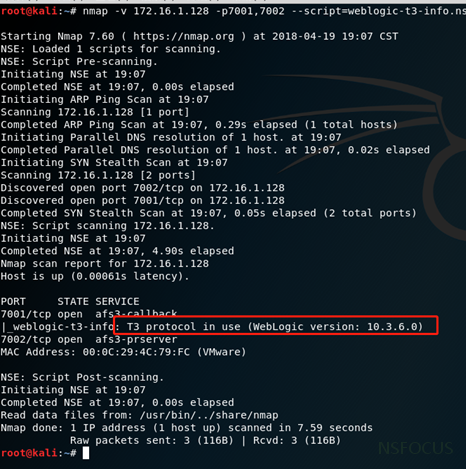 root@kali:~# nmap -v 172.16.1.128 -p7001,7002 --script=weblogic-t3-info.ns
Starting Nmap 7.60 ( https://nmap.org ) at 2018-04-19 19:07 CST
NSE: Loaded 1 scripts for scanning.
NSE: Script Pre-scanning.
Initiating NSE at 19:07
Completed NSE at 19:07, 0.00s elapsed
Initiating ARP Ping Scan at 19:07
Scanning 172.16.1.128 [1 port]
Completed ARP Ping Scan at 19:07, 0.29s elapsed (1 total hosts)
Initiating Parallel DNS resolution of 1 host. at 19:07
Completed Parallel DNS resolution of 1 host. at 19:07, 0.02s elapsed
Initiating SYN Stealth Scan at 19:07
Scanning 172.16.1.128 [2 ports]
Discovered open port 7002/tcp on 172.16.1.128
Discovered open port 7001/tcp on 172.16.1.128
Completed SYN Stealth Scan at 19:07, 0.05s elapsed (2 total ports)
NSE: Script scanning 172.16.1.128.
Initiating NSE at 19:07
Completed NSE at 19:07, 4.90s elapsed
Nmap scan report for 172.16.1.128
Host is up (0.00061s latency).
PORT     STATE SERVICE
7001/tcp open  afs3-callback
|_weblogic-t3-info: T3 protocol in use (WebLogic version: 10.3.6.0)
7002/tcp open  afs3-prserver
MAC Address: 00:0C:29:4C:79:FC (VMware)
NSE: Script Post-scanning.
Initiating NSE at 19:07
Completed NSE at 19:07, 0.00s elapsed
Read data files from: /usr/bin/../share/nmap
Nmap done: 1 IP address (1 host up) scanned in 7.59 seconds
Raw packets sent: 3 (116B) | Rcvd: 3 (116B)
root@kali:~#
NSFOCUS